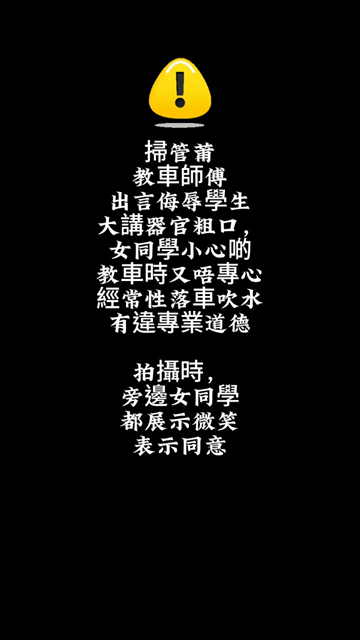 掃管莆
教車師傅
出言侮辱學生
大講器官粗口，
女同學小心啲
教車時又唔專心
經常性落車吹水
有違專業道德
拍攝時，
旁邊女同學
都展示微笑
表示同意